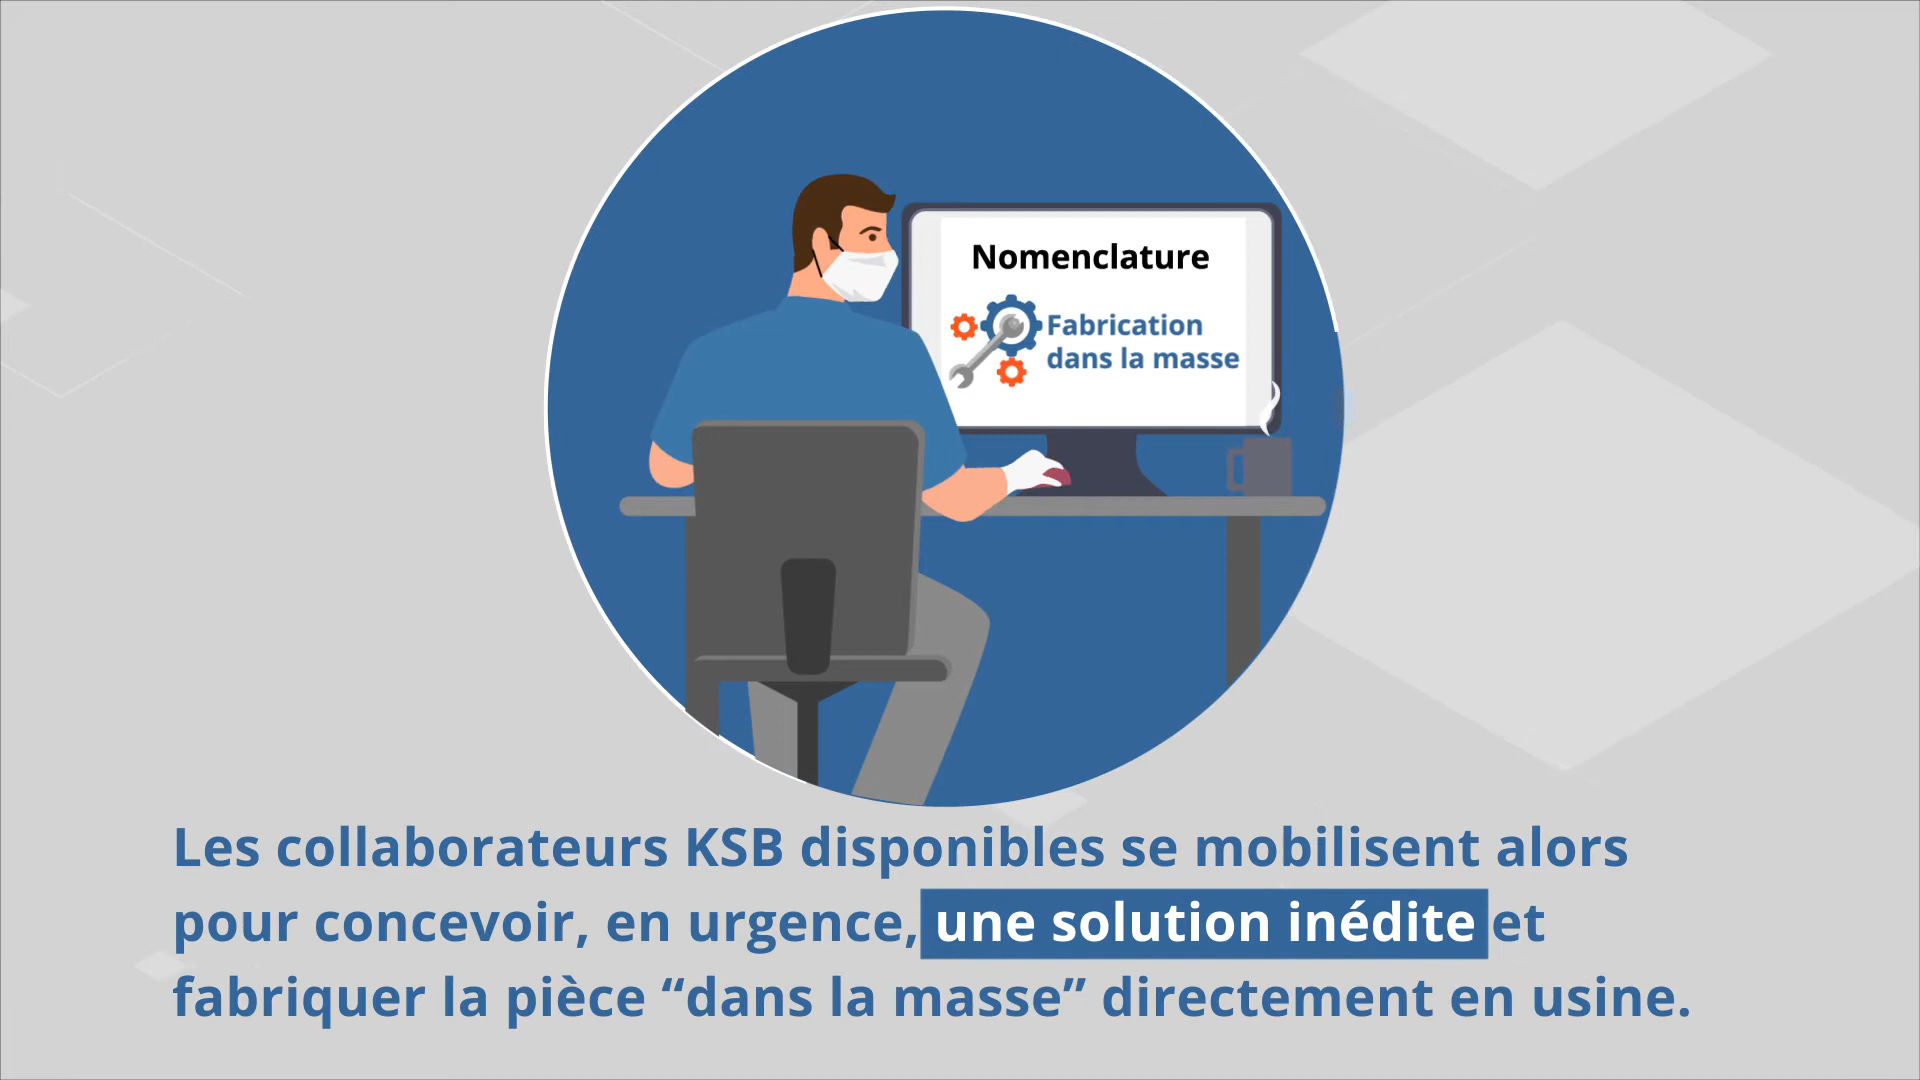 Nomenclature
Fabrication
dans la masse
Les collaborateurs KSB disponibles se mobilisent alors
pour concevoir, en urgence, une solution inédite et
fabriquer la pièce “dans la masse” directement en usine.